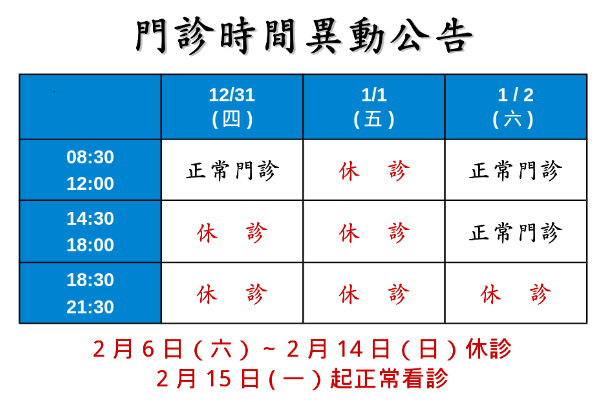 門診時間異動公告
12/31 1/1 1 / 2
(四) (五) (六)
08:30
12:00 正常門診 休 診 正常門診
14:30
18:00 休 診 休 診 正常門診
18:30
21:30 休 診 休 診 休 診
2 月 6 日（六）~ 2 月 14 日（日）休診
2 月 15 日(一）起正常看診